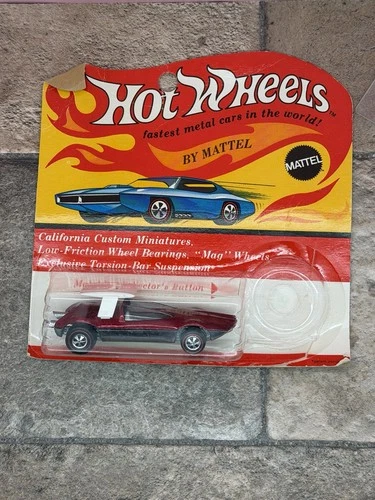 Hot Wheels™
fastest metal cars in the world!
BY MATTEL
MATTEL
California Custom Miniatures,
Low-Friction Wheel Bearings, "Mag" Wheels
Exclusive Torsion-Bar Suspension
Collector's Button